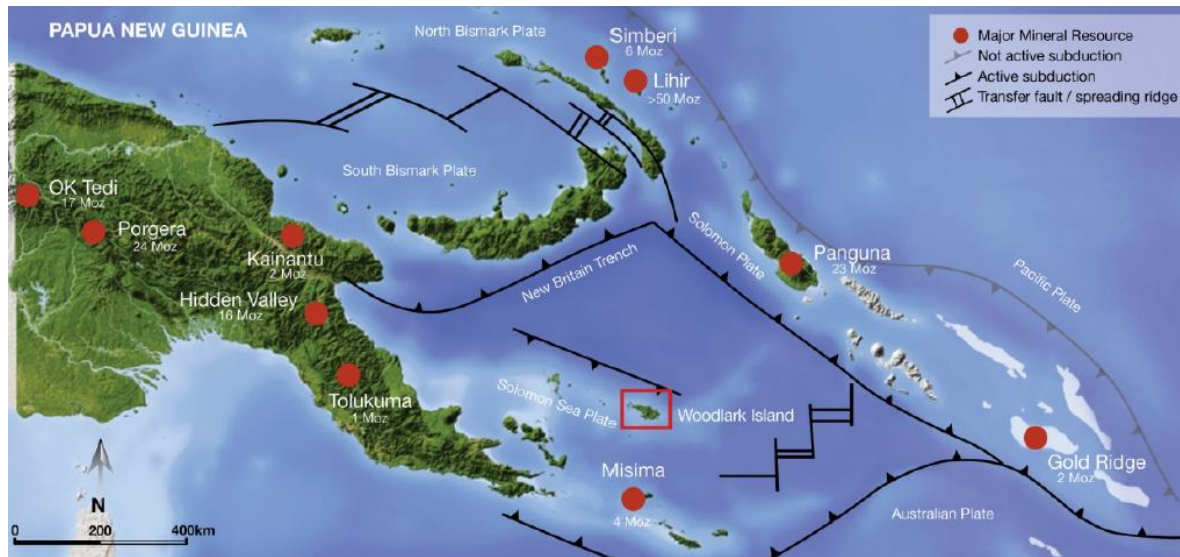 PAPUA NEW GUINEA
North Bismark Plate
Simberi
6 Moz
Lihir
>50 Moz
Major Mineral Resource
Not active subduction
Active subduction
Transfer fault / spreading ridge
South Bismark Plate
OK Tedi
17 Moz
Porgera
24 Moz
Kainantu
2 Moz
Hidden Valley
16 Moz
Tolukuma
1 Moz
New Britain Trench
Solomon Plate
Panguna
23 Moz
Pacific Plate
Solomon Sea Plate
Woodlark Island
Misima
4 Moz
Gold Ridge
2 Moz
Australian Plate
N
0 200 400km